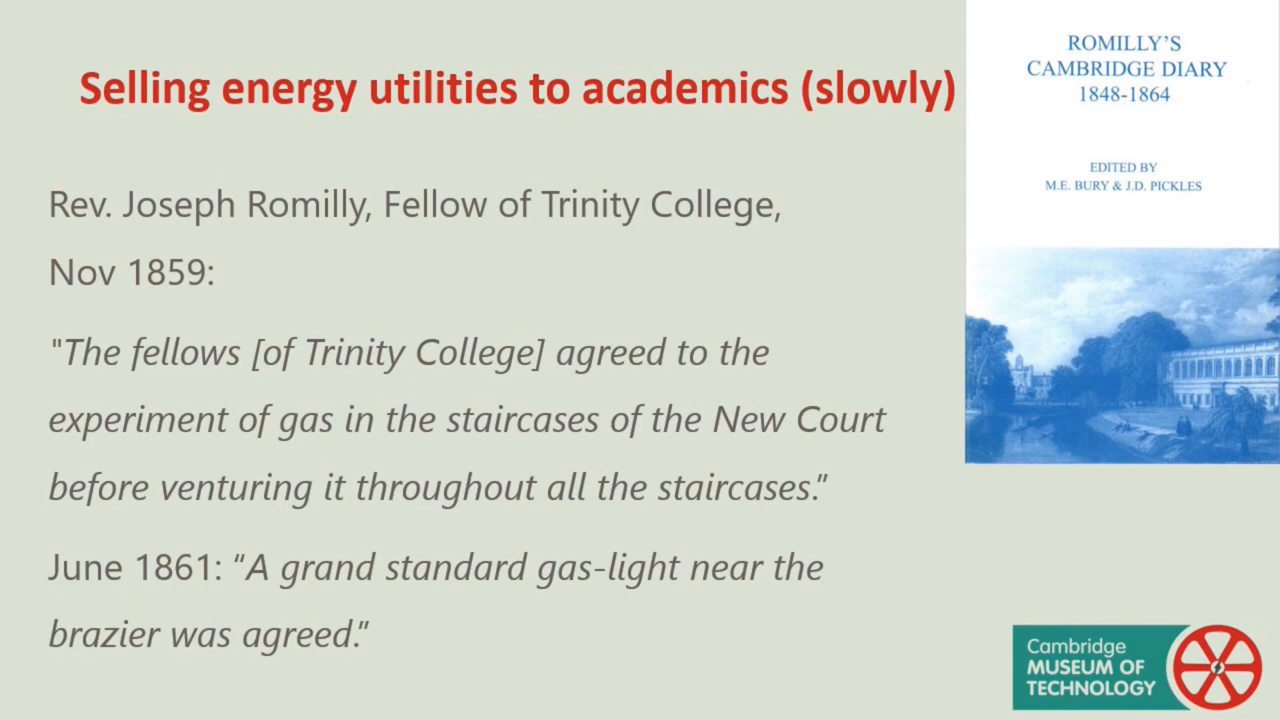 Selling energy utilities to academics (slowly)
Rev. Joseph Romilly, Fellow of Trinity College,
Nov 1859:
"The fellows [of Trinity College] agreed to the
experiment of gas in the staircases of the New Court
before venturing it throughout all the staircases.”
June 1861: “A grand standard gas-light near the
brazier was agreed.”
ROMILLY'S
CAMBRIDGE DIARY
1848-1864
EDITED BY
M.E. BURY & J.D. PICKLES
Cambridge
MUSEUM OF
TECHNOLOGY